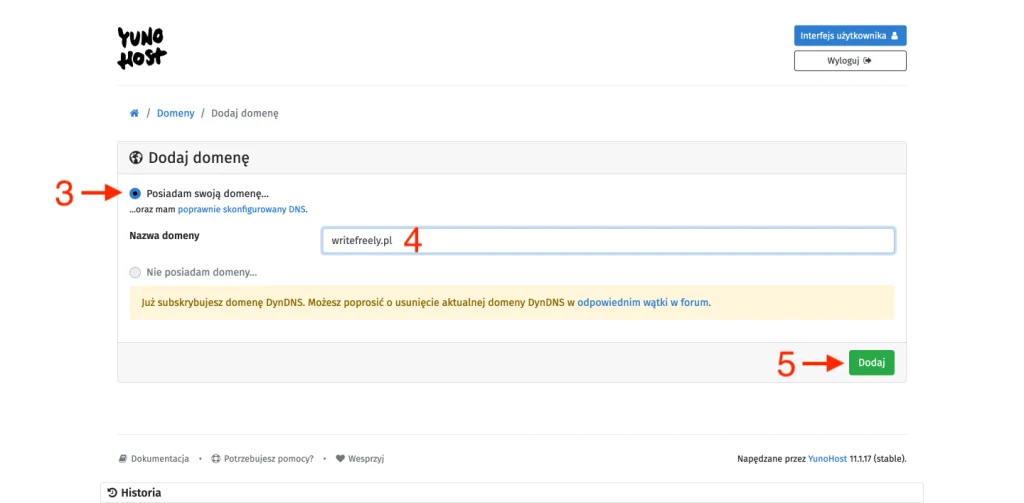 YUNO
HOST
Interfejs użytkownika
Wyloguj
/ Domeny / Dodaj domenę
Dodaj domenę
3
Posiadam swoją domenę...
...oraz mam poprawnie skonfigurowany DNS.
Nazwa domeny
writefreely.pl 4
Nie posiadam domeny...
Już subskrybujesz domenę DynDNS. Możesz poprosić o usunięcie aktualnej domeny DynDNS w odpowiednim wątki w forum.
5
Dodaj
Dokumentacja • Potrzebujesz pomocy? • Wesprzyj
Napędzane przez YunoHost 11.1.17 (stable).
Historia